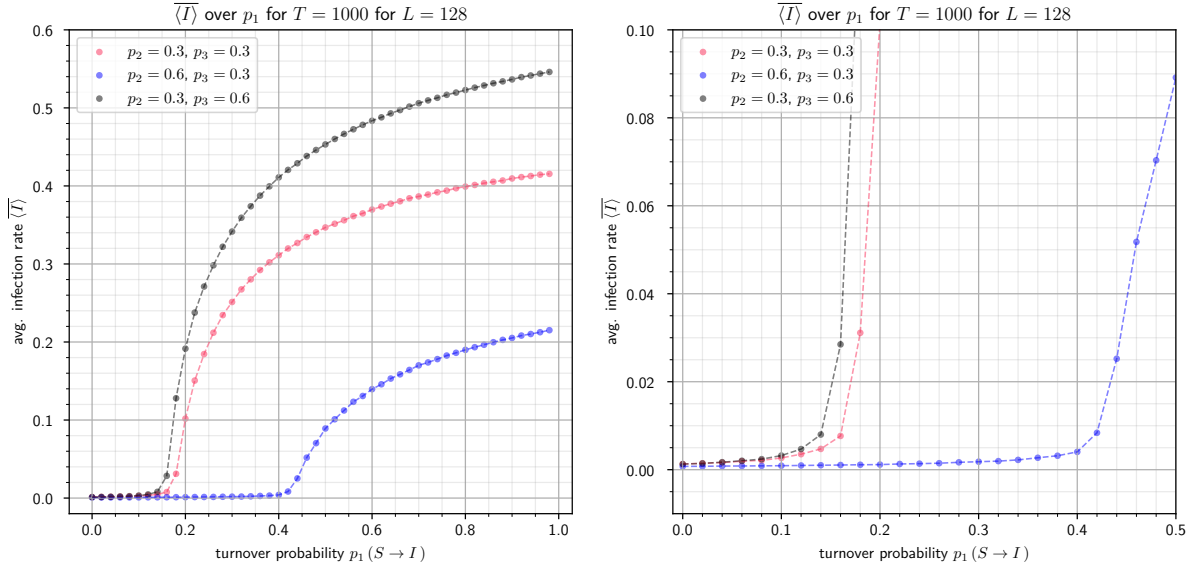 ⟨I⟩ over p₁ for T = 1000 for L = 128
0.6
0.5
0.4
0.3
0.2
0.1
0.0
avg. infection rate ⟨I⟩
p₂ = 0.3, p₃ = 0.3
p₂ = 0.6, p₃ = 0.3
p₂ = 0.3, p₃ = 0.6
0.0 0.2 0.4 0.6 0.8 1.0
turnover probability p₁ (S → I)
⟨I⟩ over p₁ for T = 1000 for L = 128
0.10
0.08
0.06
0.04
0.02
0.00
avg. infection rate ⟨I⟩
p₂ = 0.3, p₃ = 0.3
p₂ = 0.6, p₃ = 0.3
p₂ = 0.3, p₃ = 0.6
0.0 0.1 0.2 0.3 0.4 0.5
turnover probability p₁ (S → I)